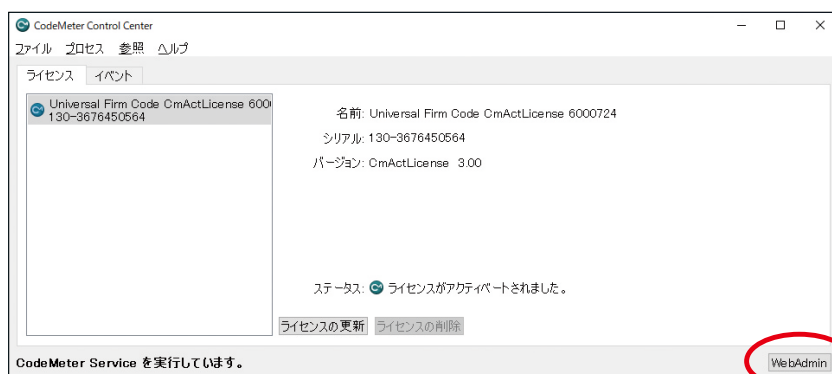 CodeMeter Control Center
ファイル プロセス 参照 ヘルプ
ライセンス イベント
Universal Firm Code CmActLicense 600
130-3676450564
名前: Universal Firm Code CmActLicense 6000724
シリアル: 130-3676450564
バージョン: CmActLicense 3.00
ステータス: ライセンスがアクティベートされました。
ライセンスの更新 ライセンスの削除
CodeMeter Service を実行しています。
WebAdmin